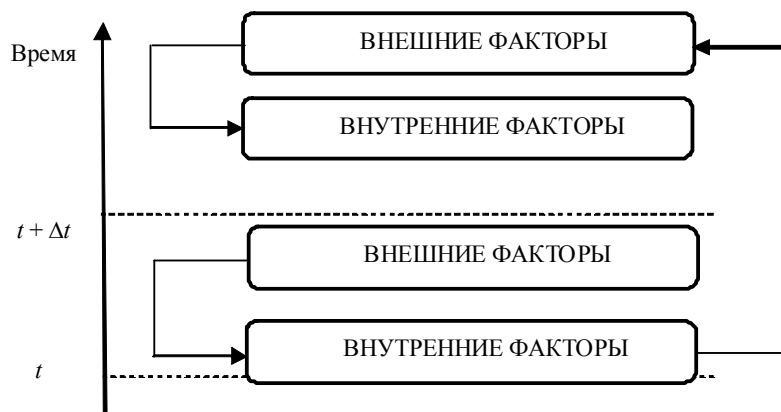 ВНЕШНИЕ ФАКТОРЫ
Время
ВНУТРЕННИЕ ФАКТОРЫ
t + Δt
ВНЕШНИЕ ФАКТОРЫ
ВНУТРЕННИЕ ФАКТОРЫ
t